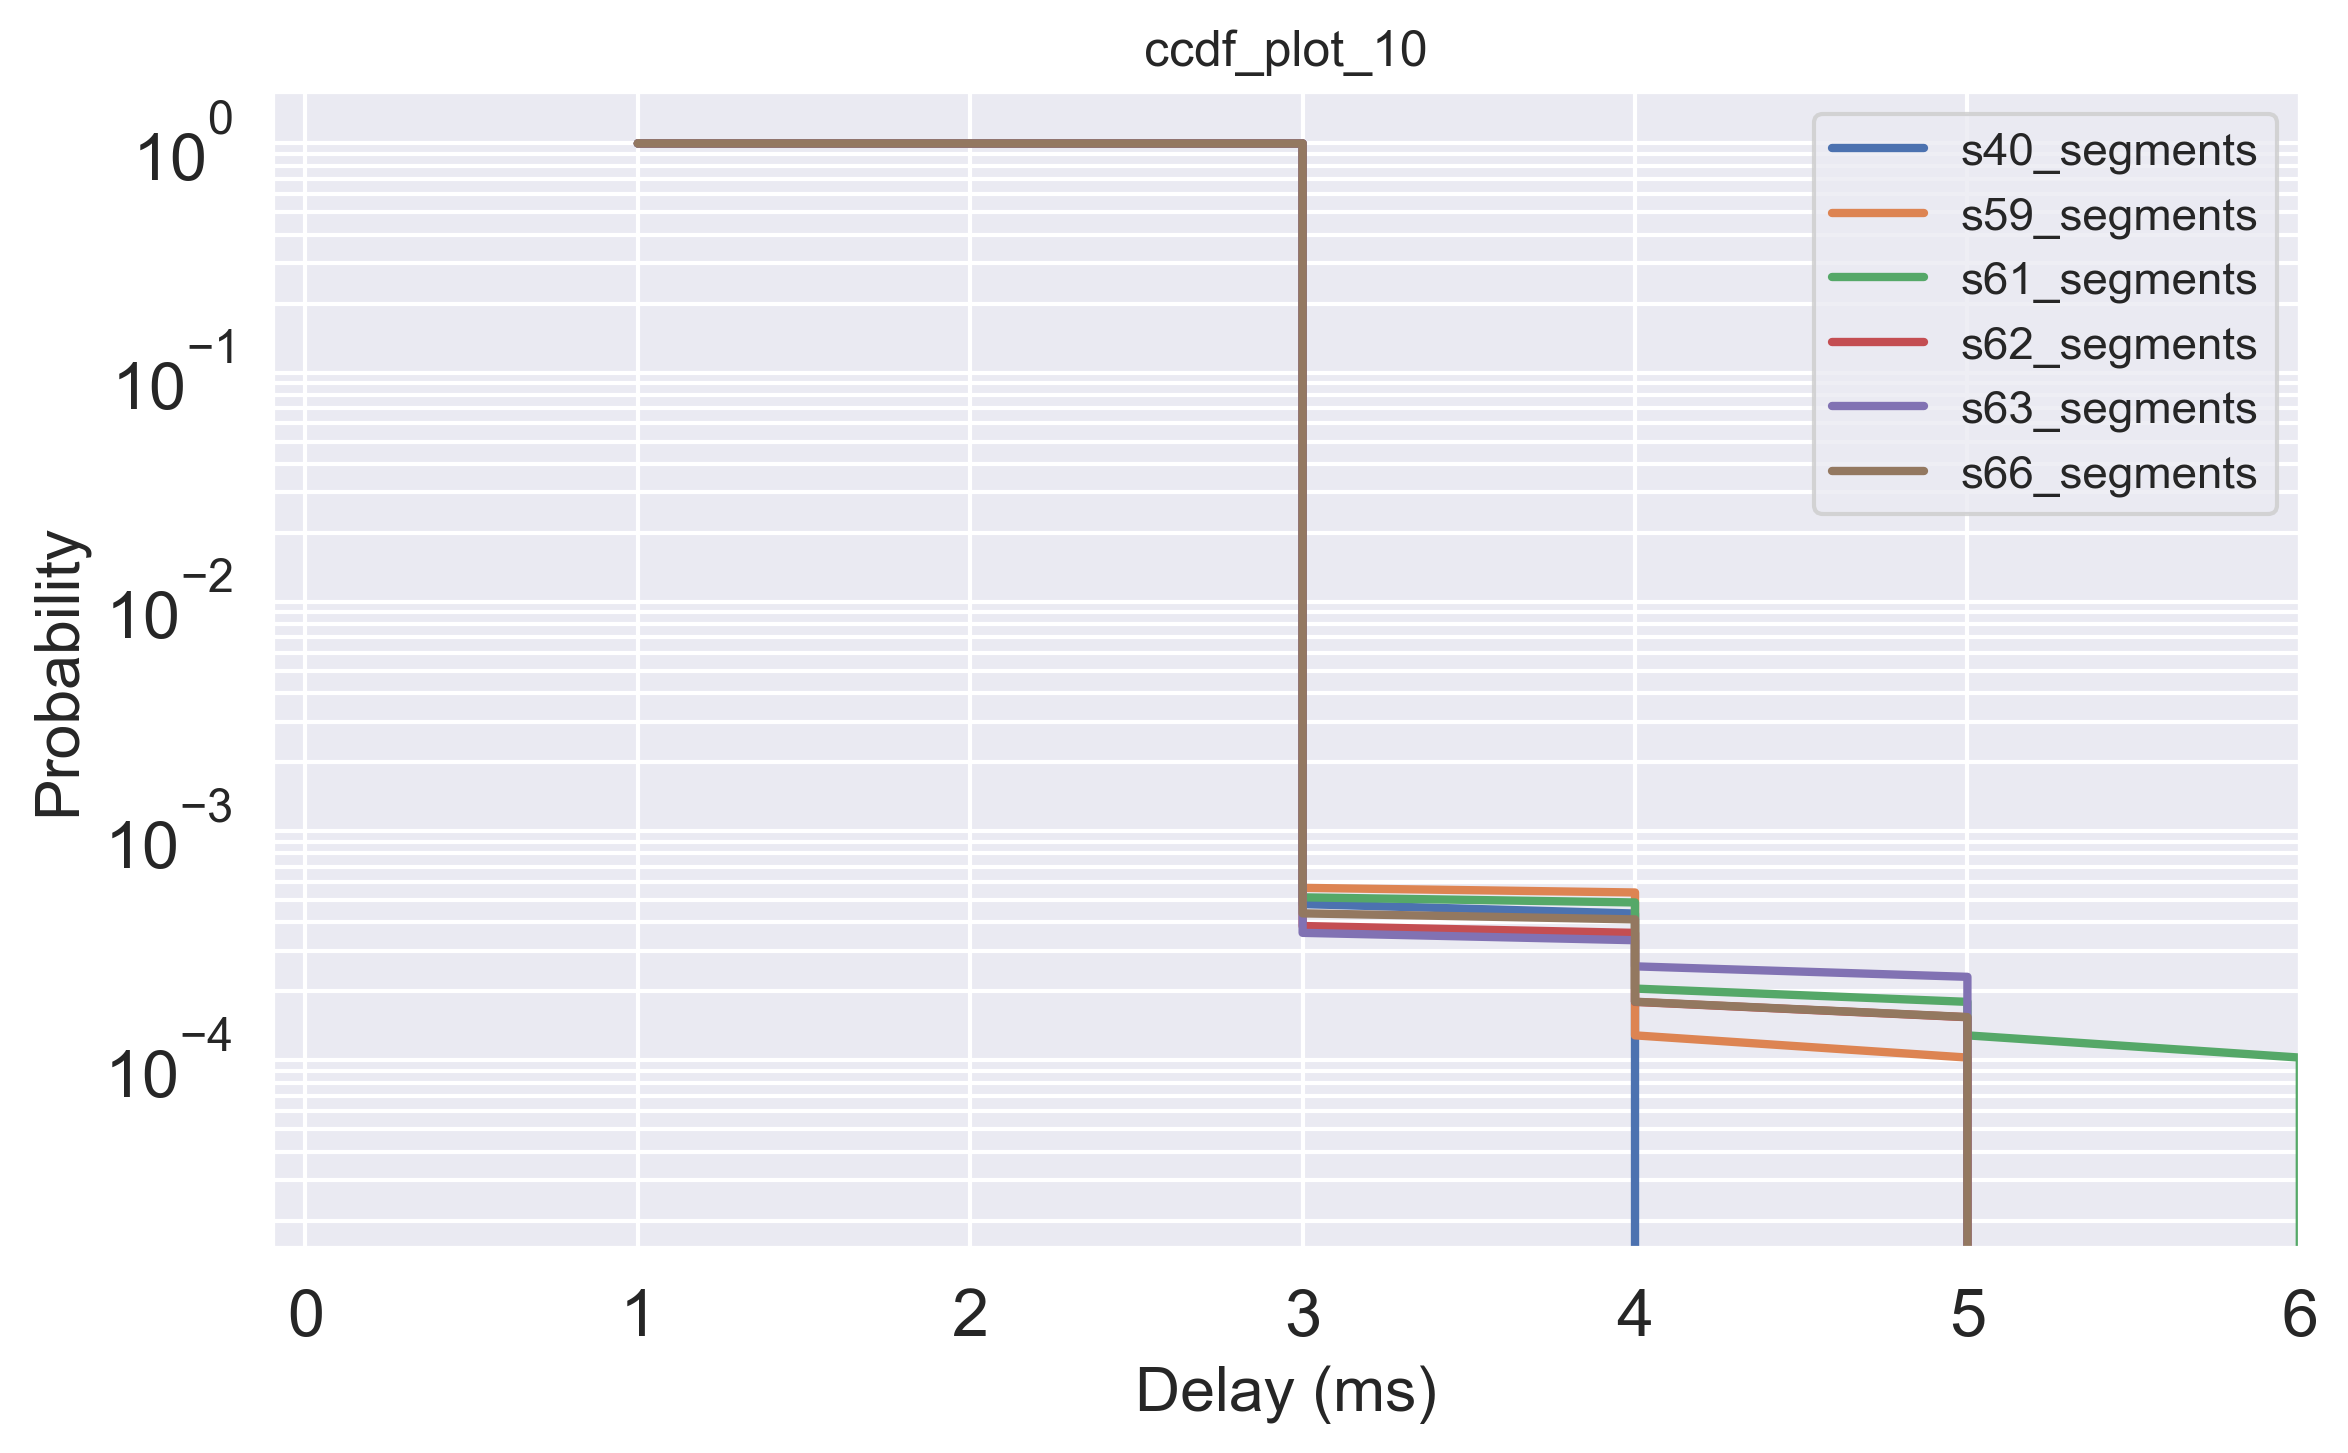 ccdf_plot_10
10^0
10^−1
10^−2
10^−3
10^−4
Probability
s40_segments
s59_segments
s61_segments
s62_segments
s63_segments
s66_segments
0 1 2 3 4 5 6
Delay (ms)